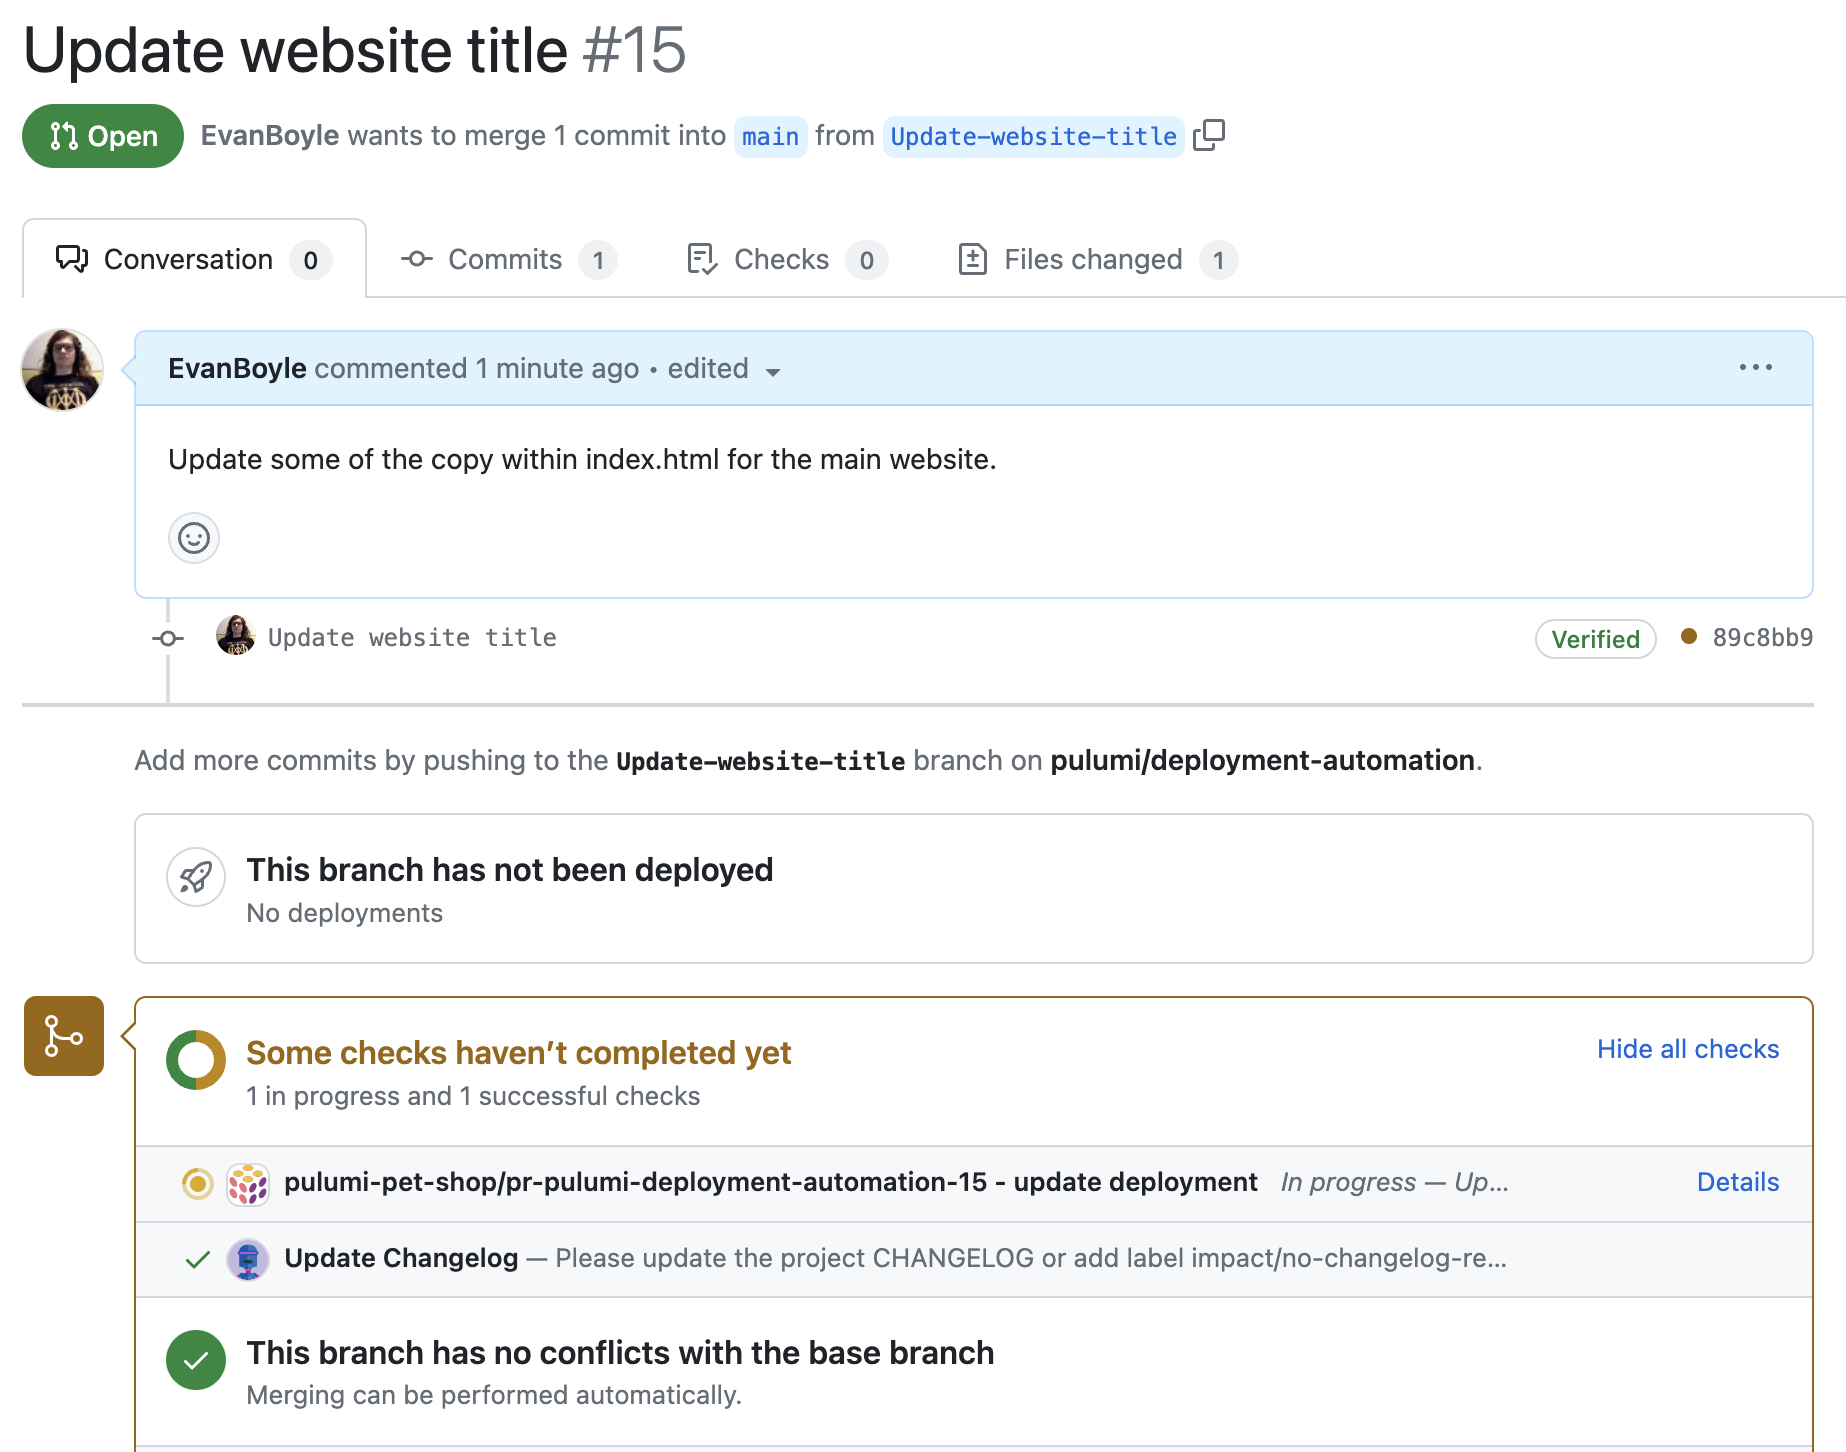 Update website title #15
Open EvanBoyle wants to merge 1 commit into main from Update-website-title
Conversation 0 Commits 1 Checks 0 Files changed 1
EvanBoyle commented 1 minute ago • edited
Update some of the copy within index.html for the main website.
Update website title Verified 89c8bb9
Add more commits by pushing to the Update-website-title branch on pulumi/deployment-automation.
This branch has not been deployed
No deployments
Some checks haven’t completed yet Hide all checks
1 in progress and 1 successful checks
pulumi-pet-shop/pr-pulumi-deployment-automation-15 - update deployment In progress — Up... Details
Update Changelog — Please update the project CHANGELOG or add label impact/no-changelog-re...
This branch has no conflicts with the base branch
Merging can be performed automatically.